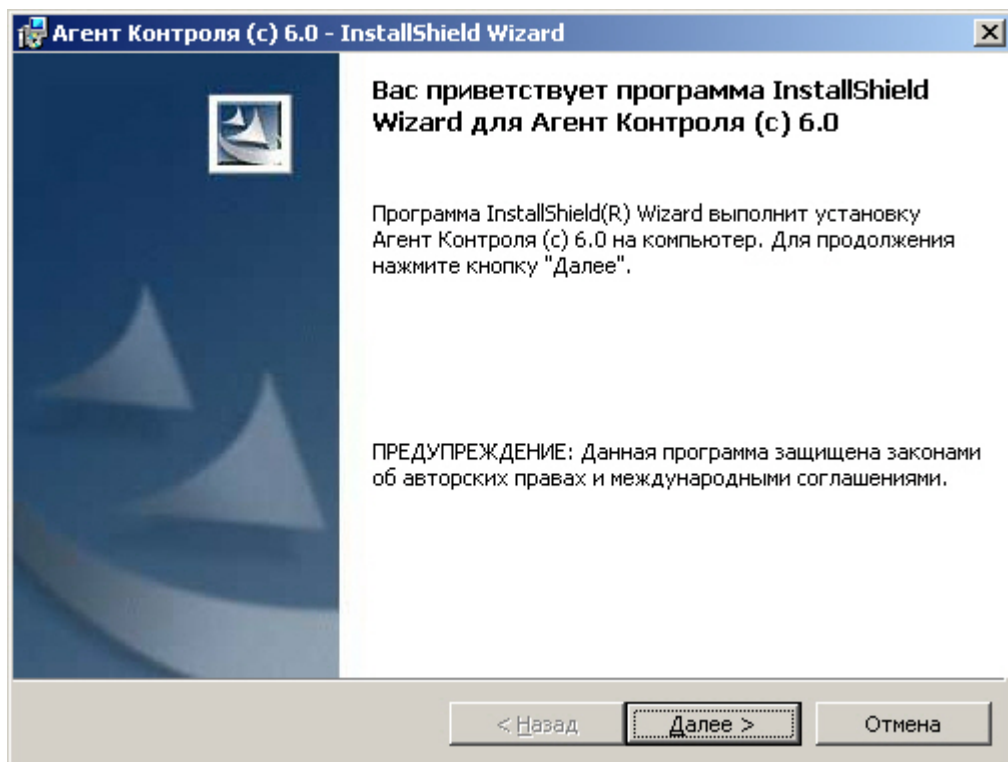 Агент Контроля (c) 6.0 - InstallShield Wizard
Вас приветствует программа InstallShield
Wizard для Агент Контроля (c) 6.0
Программа InstallShield(R) Wizard выполнит установку
Агент Контроля (c) 6.0 на компьютер. Для продолжения
нажмите кнопку "Далее".
ПРЕДУПРЕЖДЕНИЕ: Данная программа защищена законами
об авторских правах и международными соглашениями.
< Назад Далее > Отмена